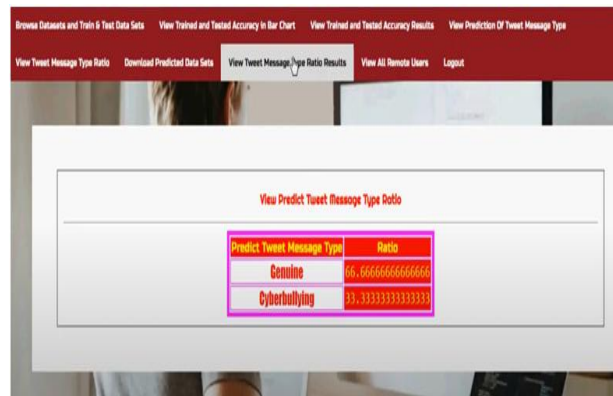 Browse Datasets and Train & Test Data Sets View Trained and Tested Accuracy in Bar Chart View Trained and Tested Accuracy Results View Prediction Of Tweet Message Type
View Tweet Message Type Ratio Download Predicted Data Sets View Tweet Message Type Ratio Results View All Remote Users Logout
View Predict Tweet Message Type Ratio
Predict Tweet Message Type Ratio
Genuine 66.66666666666666
Cyberbullying 33.33333333333333